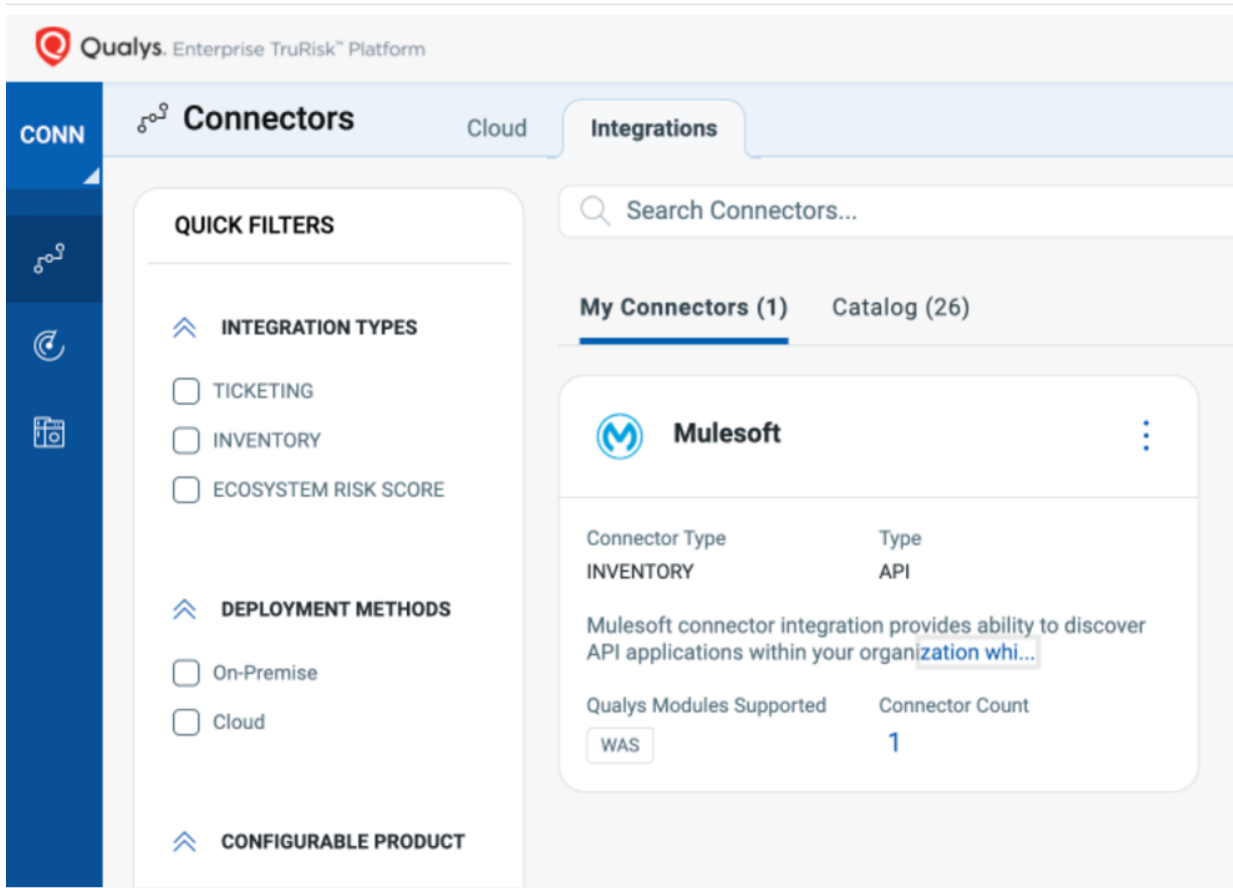 Qualys. Enterprise TruRisk™ Platform
CONN
Connectors
Cloud
Integrations
QUICK FILTERS
INTEGRATION TYPES
TICKETING
INVENTORY
ECOSYSTEM RISK SCORE
DEPLOYMENT METHODS
On-Premise
Cloud
CONFIGURABLE PRODUCT
Search Connectors...
My Connectors (1)
Catalog (26)
Mulesoft
Connector Type
INVENTORY
Type
API
Mulesoft connector integration provides ability to discover
API applications within your organization whi...
Qualys Modules Supported
WAS
Connector Count
1